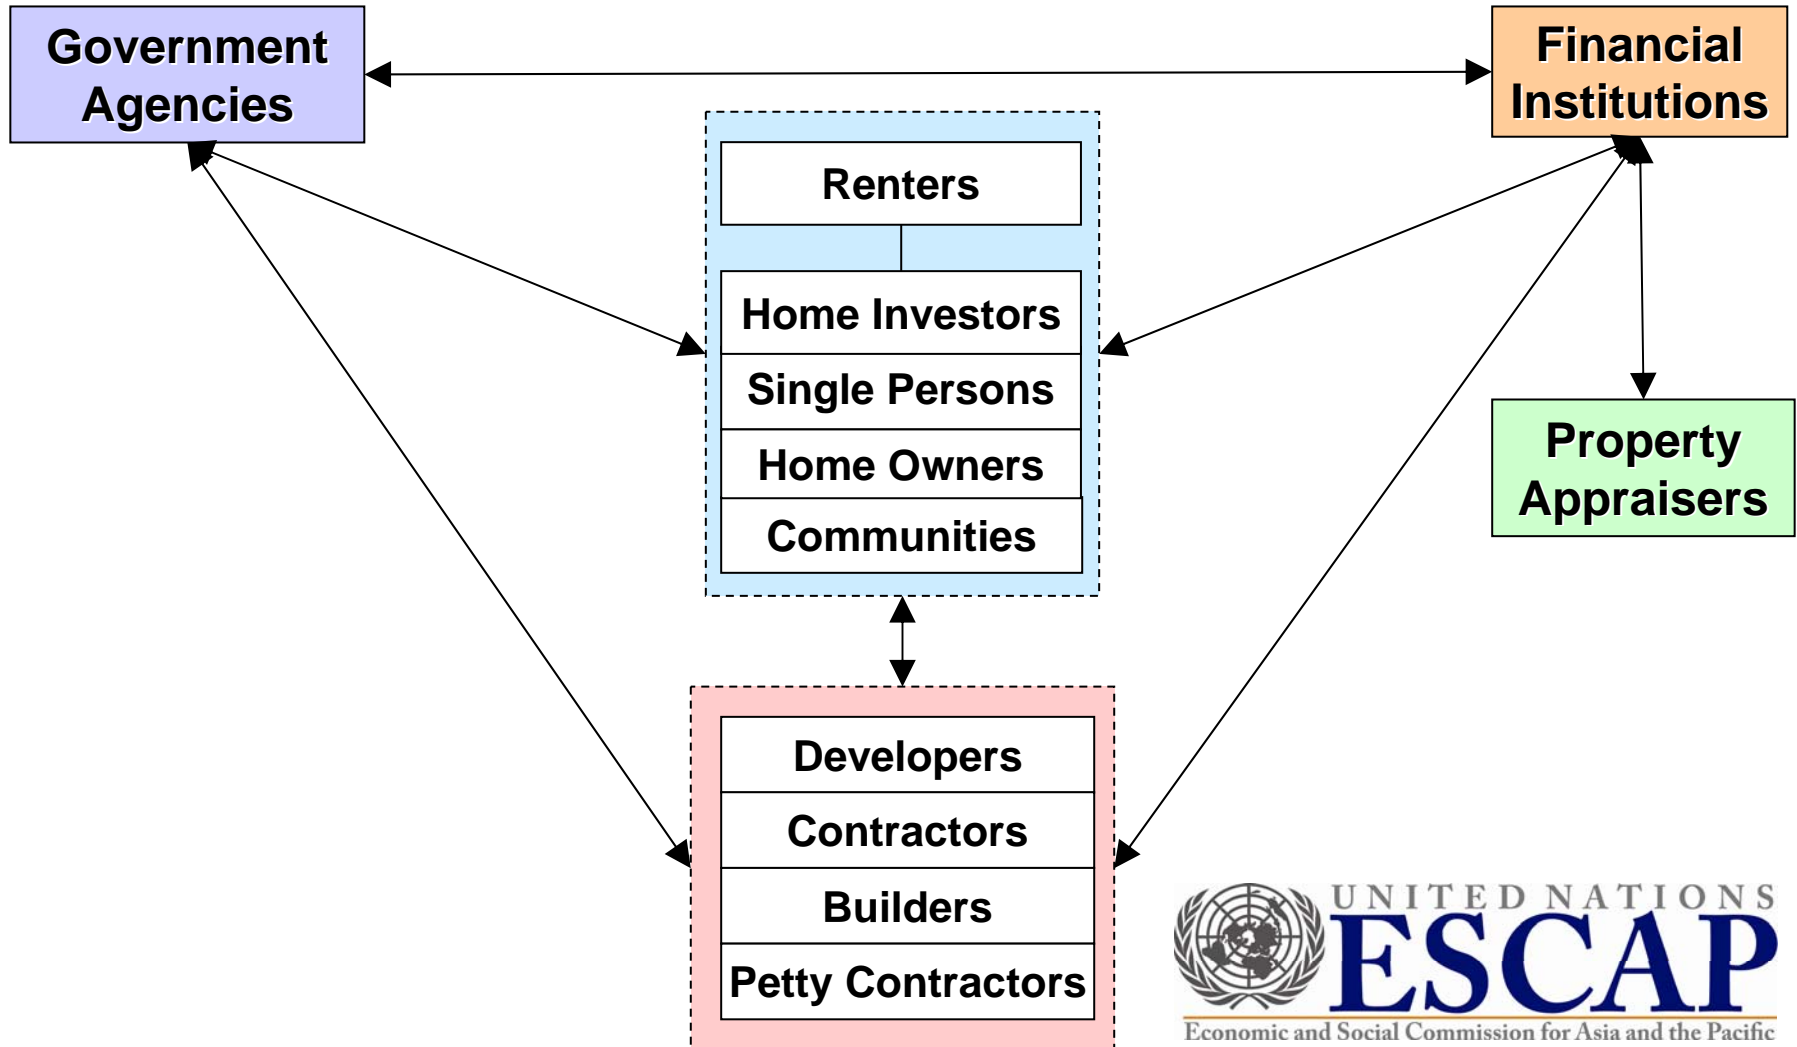 Government
Agencies
Financial
Institutions
Renters
Home Investors
Single Persons
Home Owners
Communities
Property
Appraisers
Developers
Contractors
Builders
Petty Contractors
UNITED NATIONS
ESCAP
Economic and Social Commission for Asia and the Pacific